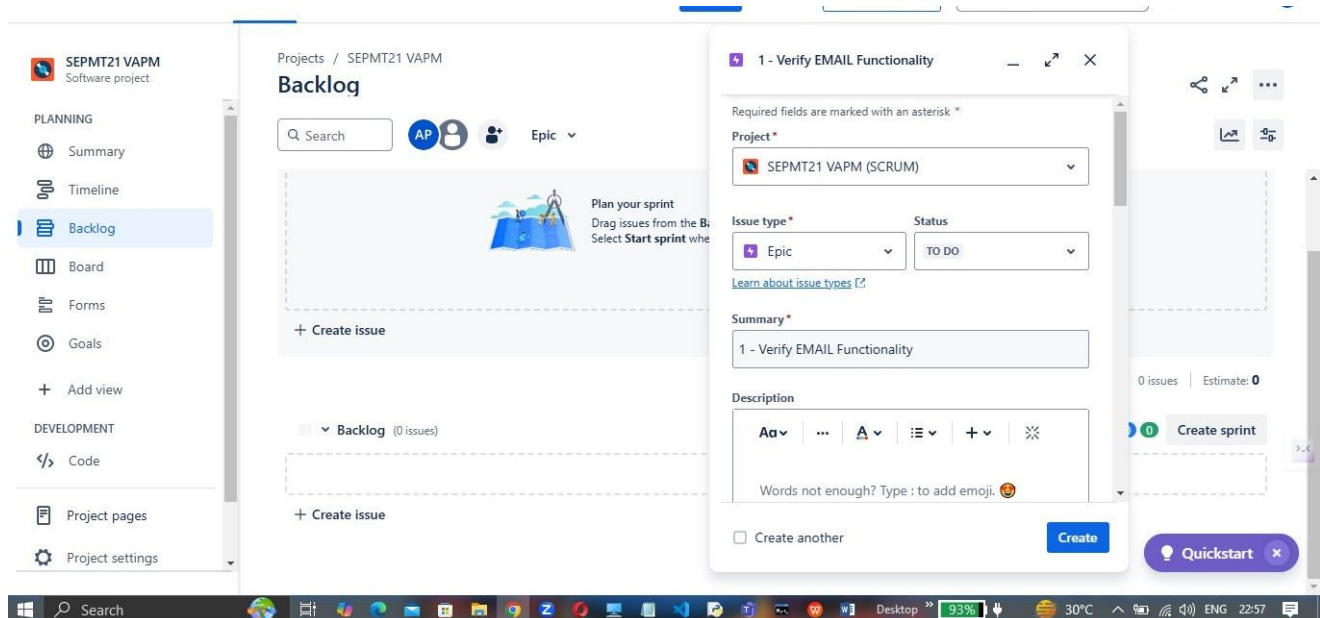 SEPMT21 VAPM
Software project
PLANNING
Summary
Timeline
Backlog
Board
Forms
Goals
+ Add view
DEVELOPMENT
Code
Project pages
Project settings
Projects / SEPMT21 VAPM
Backlog
Search
AP
Epic
Plan your sprint
Drag issues from the Ba
Select Start sprint whe
+ Create issue
0 issues Estimate: 0
Backlog (0 issues)
0 Create sprint
+ Create issue
1 - Verify EMAIL Functionality
Required fields are marked with an asterisk *
Project *
SEPMT21 VAPM (SCRUM)
Issue type * Status
Epic TO DO
Learn about issue types
Summary *
1 - Verify EMAIL Functionality
Description
Aa
A
Words not enough? Type : to add emoji. 🤩
Create another
Create
Quickstart
Search
Desktop
93%
30°C
ENG 22:57